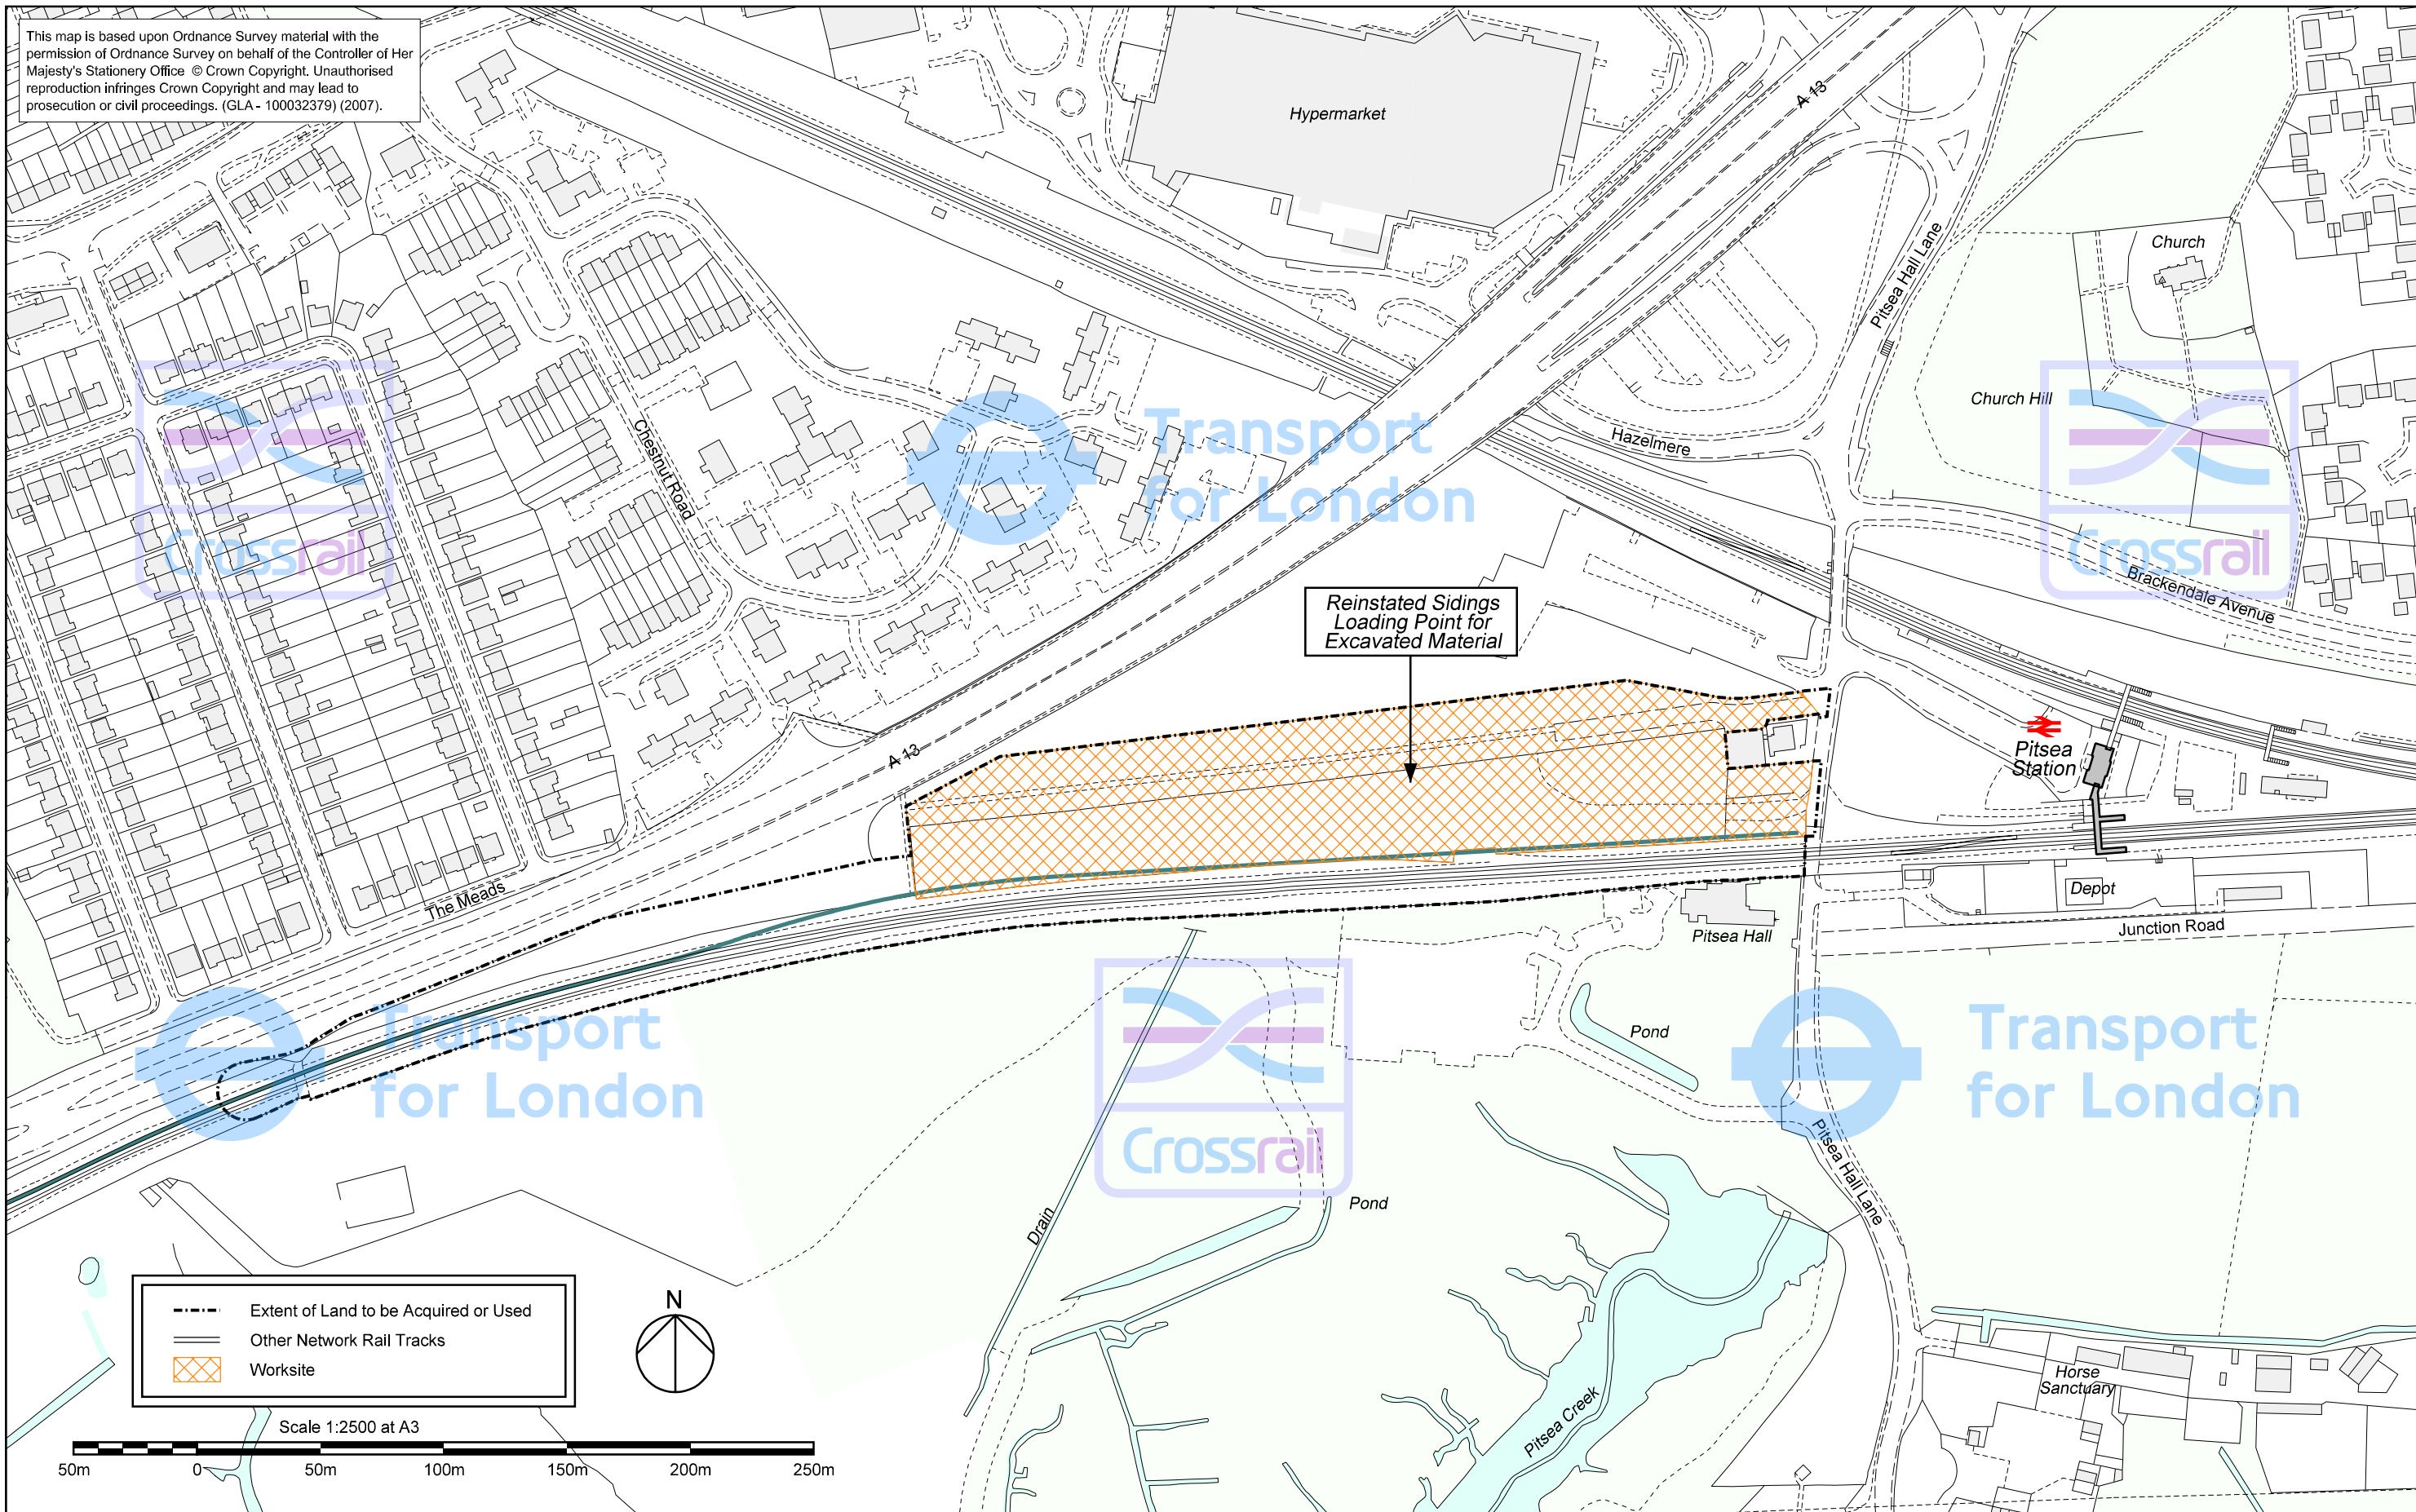 This map is based upon Ordnance Survey material with the
permission of Ordnance Survey on behalf of the Controller of Her
Majesty's Stationery Office © Crown Copyright. Unauthorised
reproduction infringes Crown Copyright and may lead to
prosecution or civil proceedings. (GLA - 100032379) (2007).
Hypermarket
A 13
Pitsea Hall Lane
Church
Church Hill
Hazelmere
Chestnut Road
Transport
for London
Crossrail
Crossrail
Brackendale Avenue
Reinstated Sidings
Loading Point for
Excavated Material
Pitsea
Station
A 13
The Meads
Depot
Junction Road
Pitsea Hall
Transport
for London
Crossrail
Pond
Transport
for London
Pitsea Hall Lane
Pond
Drain
Pitsea Creek
Horse
Sanctuary
Extent of Land to be Acquired or Used
Other Network Rail Tracks
Worksite
N
Scale 1:2500 at A3
50m 0 50m 100m 150m 200m 250m